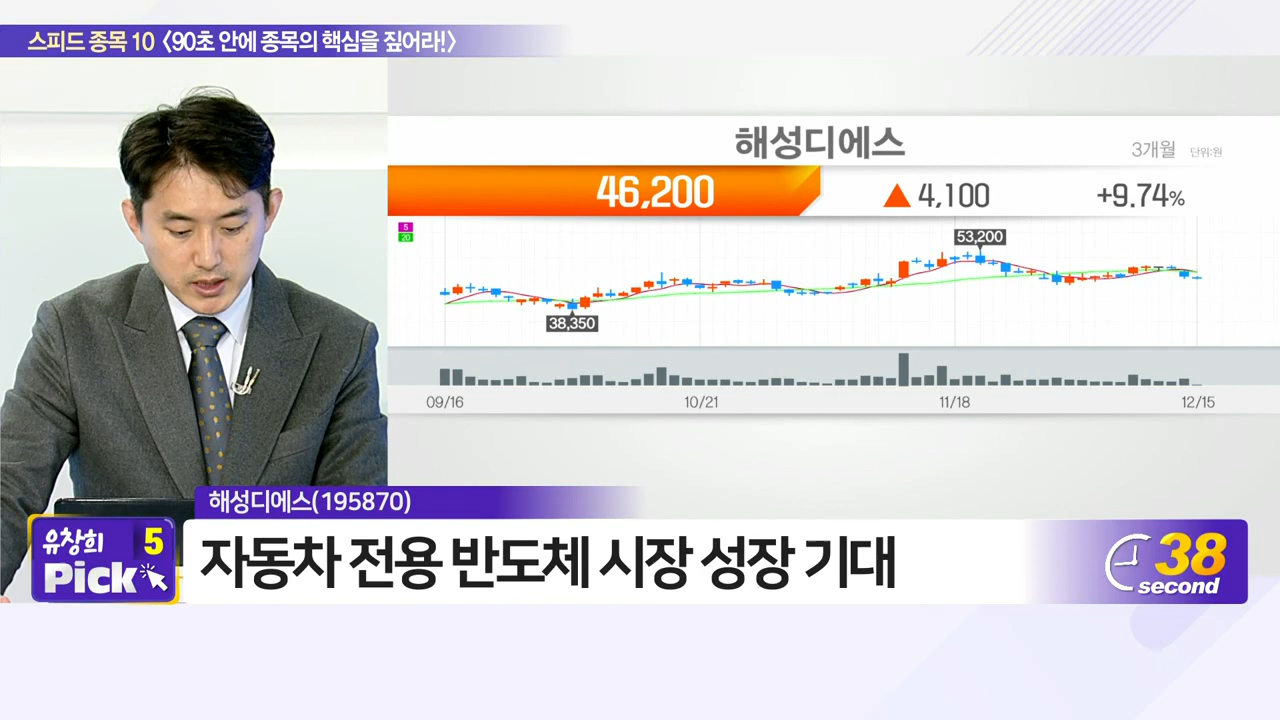 스피드 종목 10 〈90초 안에 종목의 핵심을 짚어라!〉
해성디에스
3개월 단위:원
46,200 ▲ 4,100 +9.74%
5
20
53,200
38,350
09/16 10/21 11/18 12/15
해성디에스(195870)
유창희 5
Pick
자동차 전용 반도체 시장 성장 기대
38
second